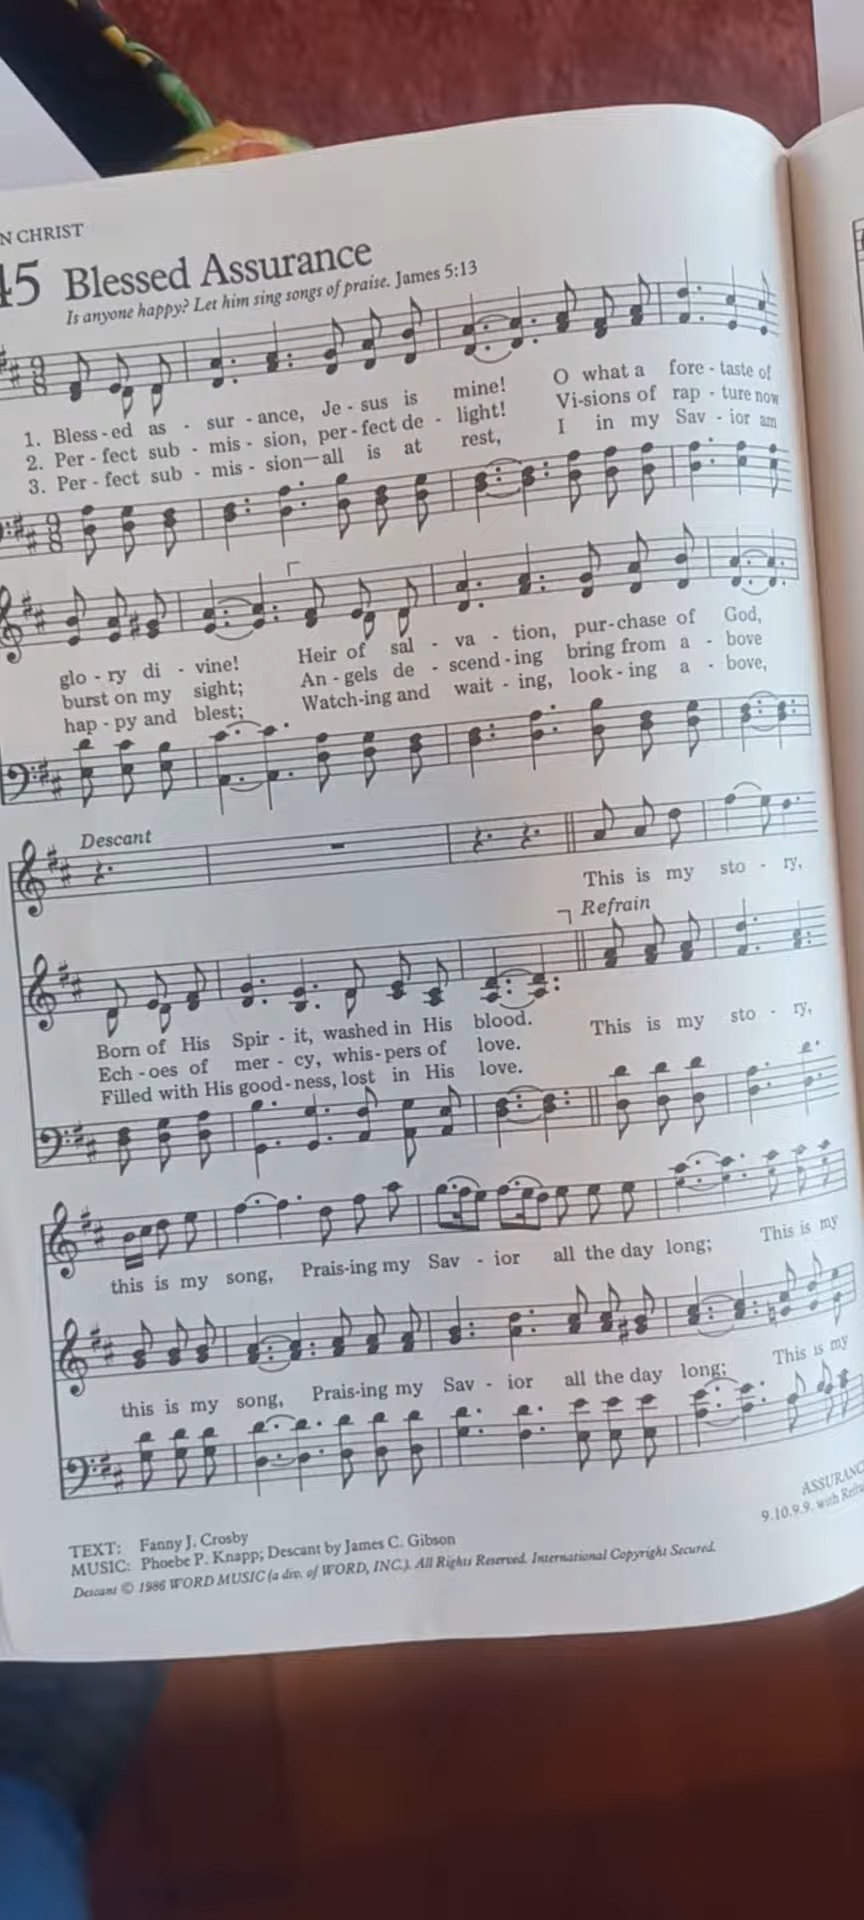 N CHRIST
45 Blessed Assurance
Is anyone happy? Let him sing songs of praise. James 5:13
1. Bless - ed as - sur - ance, Je - sus is mine! O what a fore - taste of
2. Per - fect sub - mis - sion, per - fect de - light! Vi-sions of rap - ture now
3. Per - fect sub - mis - sion—all is at rest, I in my Sav - ior am
glo - ry di - vine! Heir of sal - va - tion, pur-chase of God,
burst on my sight; An - gels de - scend - ing bring from a - bove
hap - py and blest; Watch-ing and wait - ing, look - ing a - bove,
Descant
This is my sto - ry,
Refrain
Born of His Spir - it, washed in His blood. This is my sto - ry,
Ech - oes of mer - cy, whis-pers of love.
Filled with His good-ness, lost in His love.
this is my song, Prais-ing my Sav - ior all the day long; This is my
this is my song, Prais-ing my Sav - ior all the day long; This is my
ASSURANC
9.10.9.9. with Refra
TEXT: Fanny J. Crosby
MUSIC: Phoebe P. Knapp; Descant by James C. Gibson
Descant © 1986 WORD MUSIC (a div. of WORD, INC.). All Rights Reserved. International Copyright Secured.